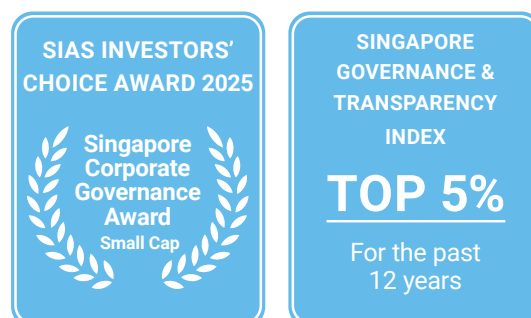 SIAS INVESTORS’
CHOICE AWARD 2025
Singapore
Corporate
Governance
Award
Small Cap
SINGAPORE
GOVERNANCE &
TRANSPARENCY
INDEX
TOP 5%
For the past
12 years